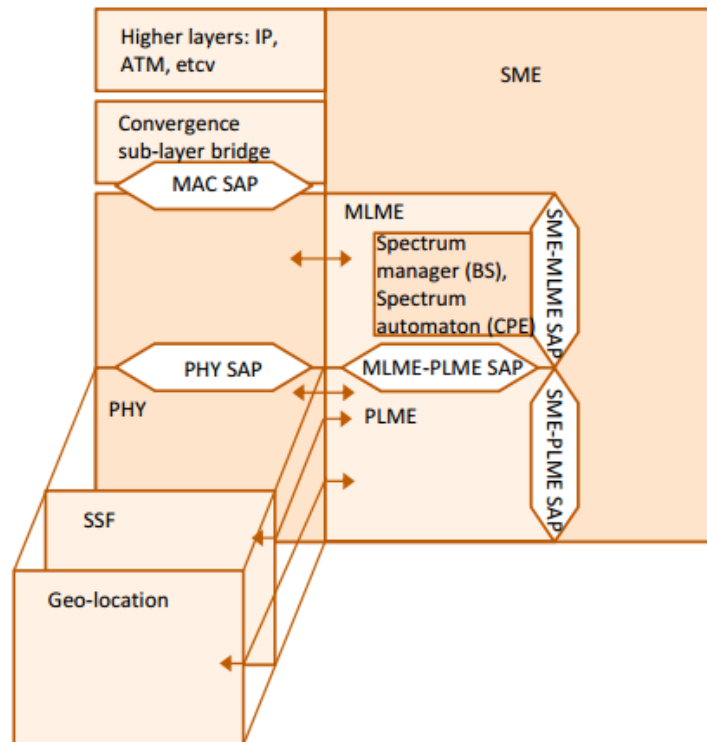 Higher layers: IP,
ATM, etcv
SME
Convergence
sub-layer bridge
MAC SAP
MLME
Spectrum
manager (BS),
Spectrum
automaton (CPE)
SME-MLME SAP
PHY SAP
MLME-PLME SAP
PHY
PLME
SME-PLME SAP
SSF
Geo-location